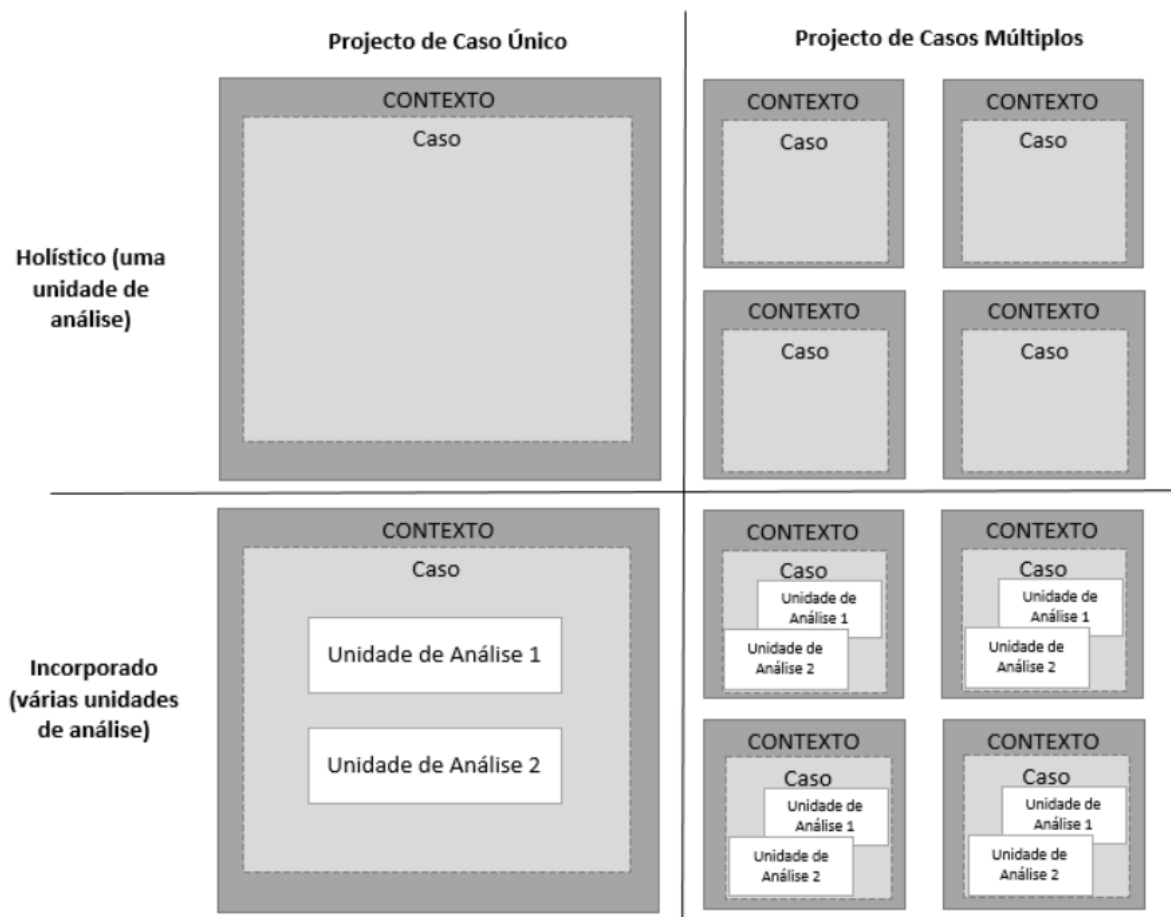 Projecto de Caso Único
Projecto de Casos Múltiplos
Holístico (uma
unidade de
análise)
CONTEXTO
Caso
CONTEXTO
Caso
CONTEXTO
Caso
CONTEXTO
Caso
CONTEXTO
Caso
Incorporado
(várias unidades
de análise)
CONTEXTO
Caso
Unidade de Análise 1
Unidade de Análise 2
CONTEXTO
Caso
Unidade de
Análise 1
Unidade de
Análise 2
CONTEXTO
Caso
Unidade de
Análise 1
Unidade de
Análise 2
CONTEXTO
Caso
Unidade de
Análise 1
Unidade de
Análise 2
CONTEXTO
Caso
Unidade de
Análise 1
Unidade de
Análise 2